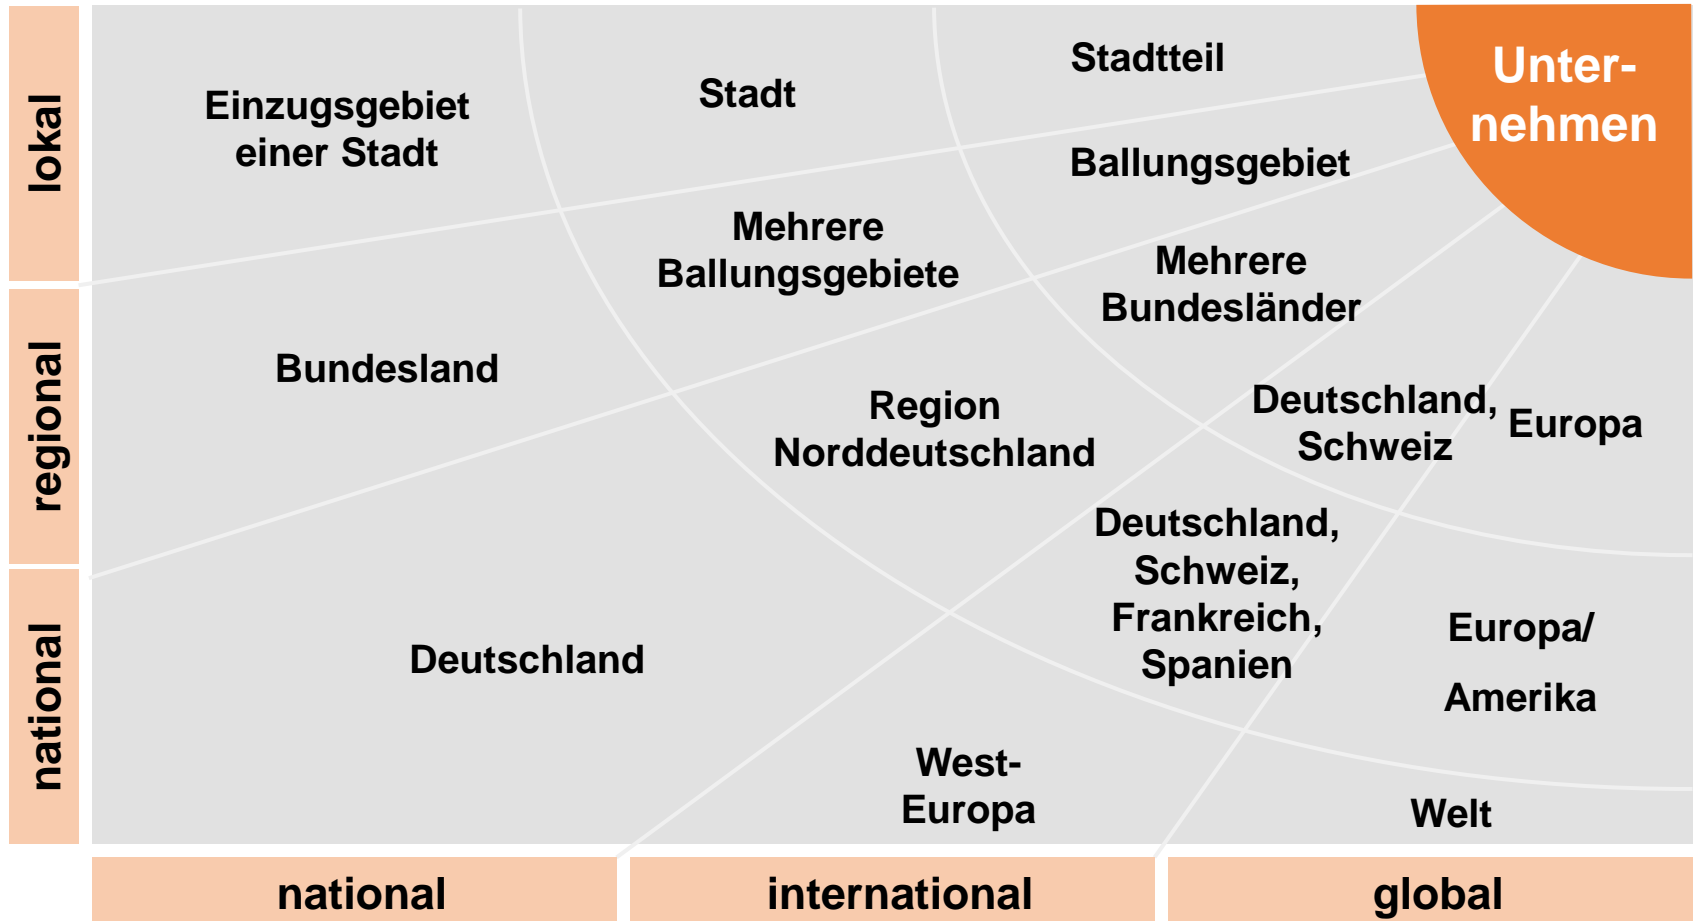 lokal
regional
national
Einzugsgebiet
einer Stadt
Stadt
Stadtteil
Unter-
nehmen
Ballungsgebiet
Mehrere
Ballungsgebiete
Mehrere
Bundesländer
Bundesland
Region
Norddeutschland
Deutschland,
Schweiz
Europa
Deutschland,
Schweiz,
Frankreich,
Spanien
Europa/
Amerika
Deutschland
West-
Europa
Welt
national
international
global